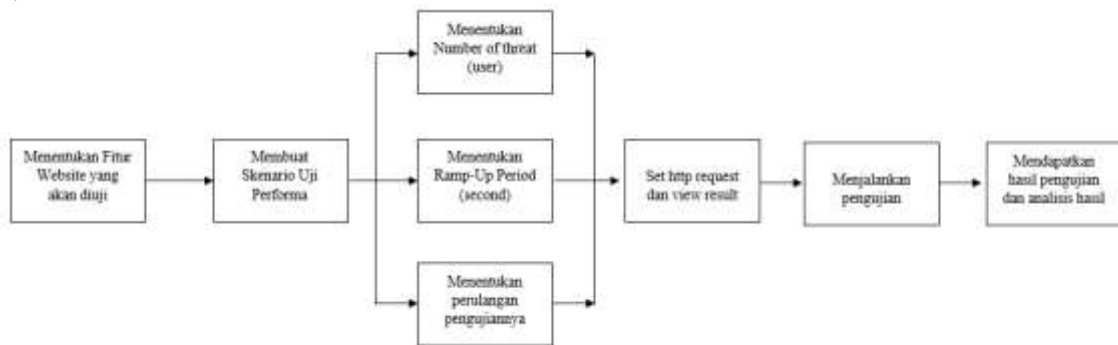 Menentukan Fitur
Website yang
akan diuji
Membuat
Skenario Uji
Performa
Menentukan
Number of threat
(user)
Menentukan
Ramp-Up Period
(second)
Menentukan
perulangan
pengujiannya
Set http request
dan view result
Menjalankan
pengujian
Mendapatkan
hasil pengujian
dan analisis hasil